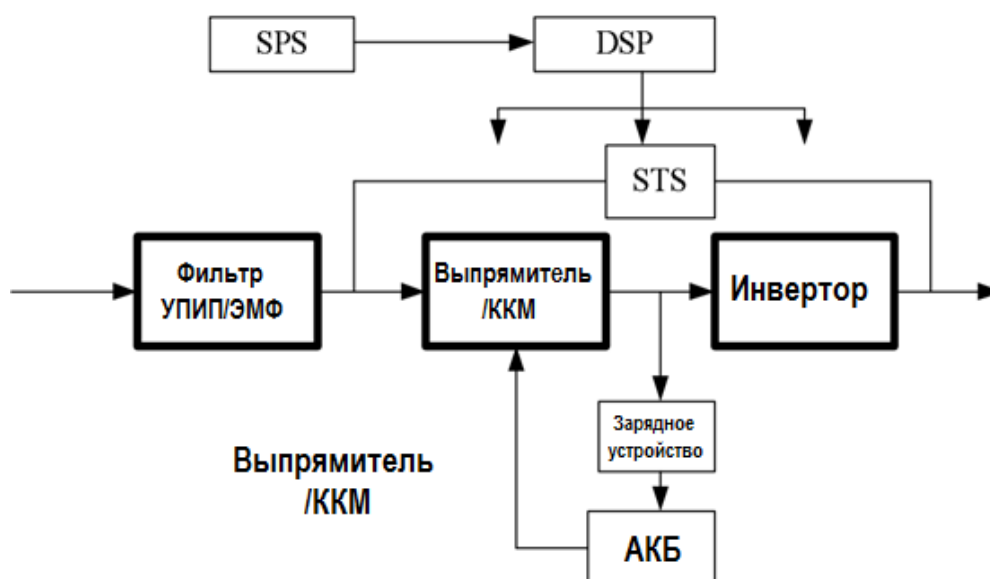 SPS
DSP
STS
Фильтр
УПИП/ЭМФ
Выпрямитель
/ККМ
Инвертор
Зарядное
устройство
Выпрямитель
/ККМ
АКБ